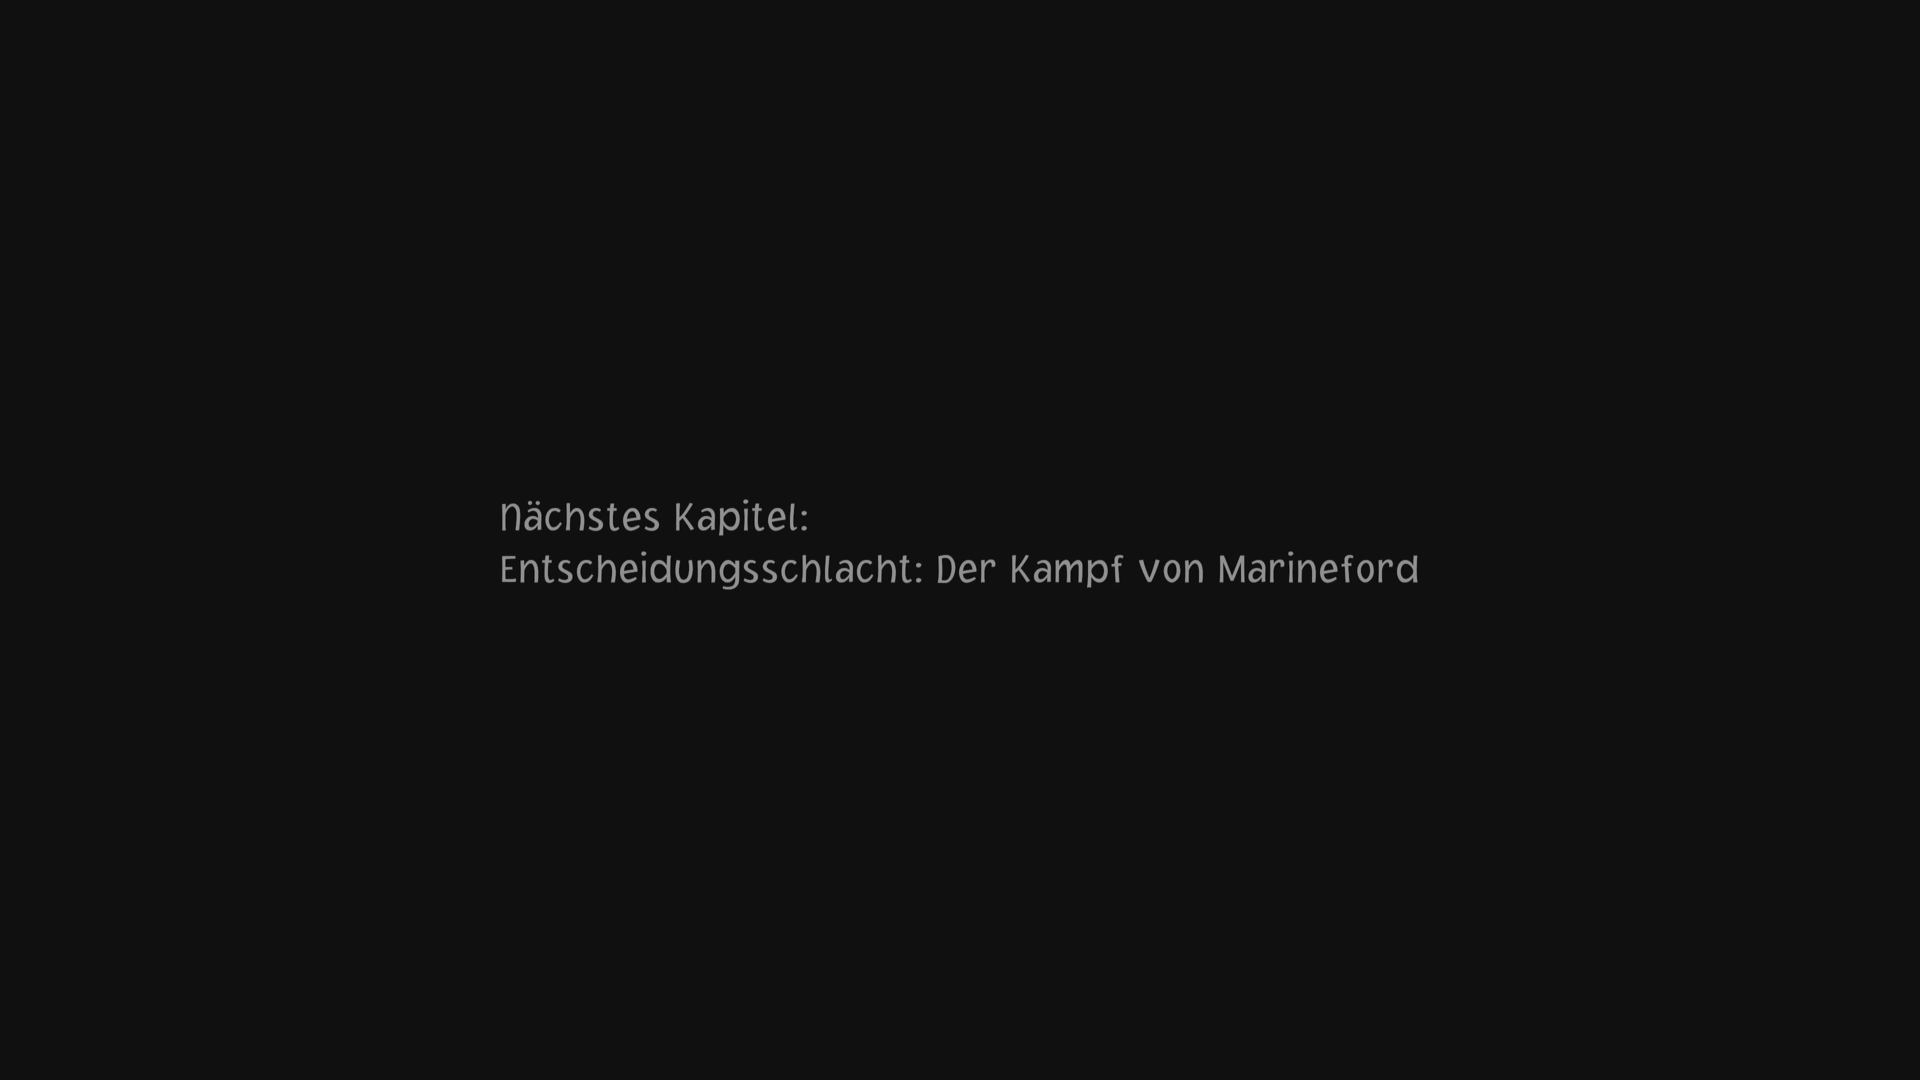 Nächstes Kapitel:
Entscheidungsschlacht: Der Kampf von Marineford